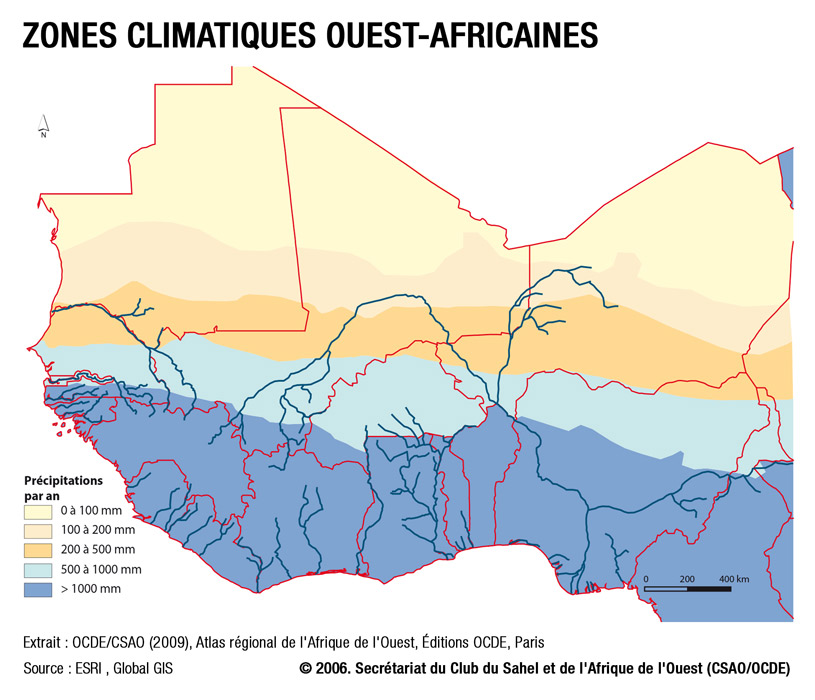 ZONES CLIMATIQUES OUEST-AFRICAINES
N
Précipitations
par an
0 à 100 mm
100 à 200 mm
200 à 500 mm
500 à 1000 mm
> 1000 mm
0 200 400 km
Extrait : OCDE/CSAO (2009), Atlas régional de l'Afrique de l'Ouest, Éditions OCDE, Paris
Source : ESRI , Global GIS © 2006. Secrétariat du Club du Sahel et de l'Afrique de l'Ouest (CSAO/OCDE)